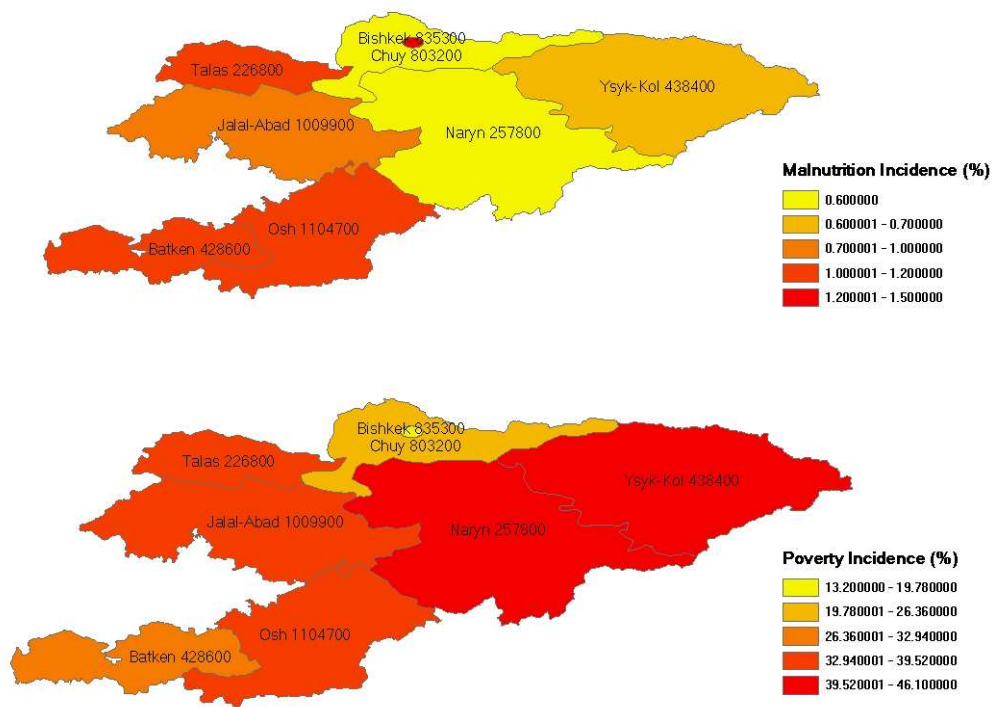 Bishkek 835300
Chuy 803200
Talas 226800
Ysyk-Kol 438400
Jalal-Abad 1009900
Naryn 257800
Osh 1104700
Batken 428600
Malnutrition Incidence (%)
0.600000
0.600001 - 0.700000
0.700001 - 1.000000
1.000001 - 1.200000
1.200001 - 1.500000
Bishkek 835300
Chuy 803200
Talas 226800
Ysyk-Kol 438400
Jalal-Abad 1009900
Naryn 257800
Osh 1104700
Batken 428600
Poverty Incidence (%)
13.200000 - 19.780000
19.780001 - 26.360000
26.360001 - 32.940000
32.940001 - 39.520000
39.520001 - 46.100000